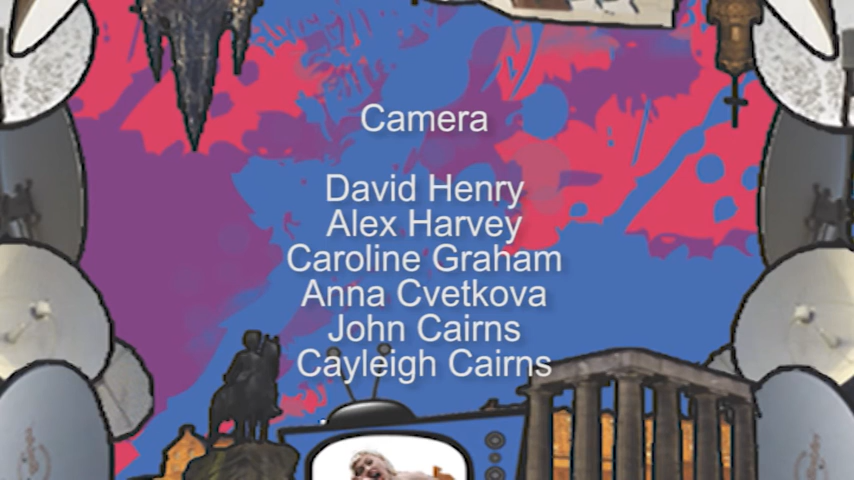 Camera
David Henry
Alex Harvey
Caroline Graham
Anna Cvetkova
John Cairns
Cayleigh Cairns